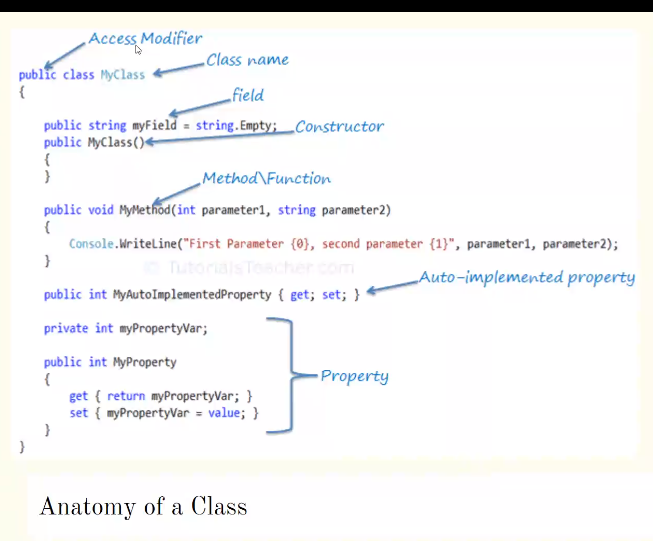 Access Modifier
public class MyClass
Class name
{
field
public string myField = string.Empty;
public MyClass()
Constructor
{
}
Method\Function
public void MyMethod(int parameter1, string parameter2)
{
Console.WriteLine("First Parameter {0}, second parameter {1}", parameter1, parameter2);
}
© TutorialsTeacher.com
Auto-implemented property
public int MyAutoImplementedProperty { get; set; }
private int myPropertyVar;
public int MyProperty
{
Property
get { return myPropertyVar; }
set { myPropertyVar = value; }
}
}
Anatomy of a Class